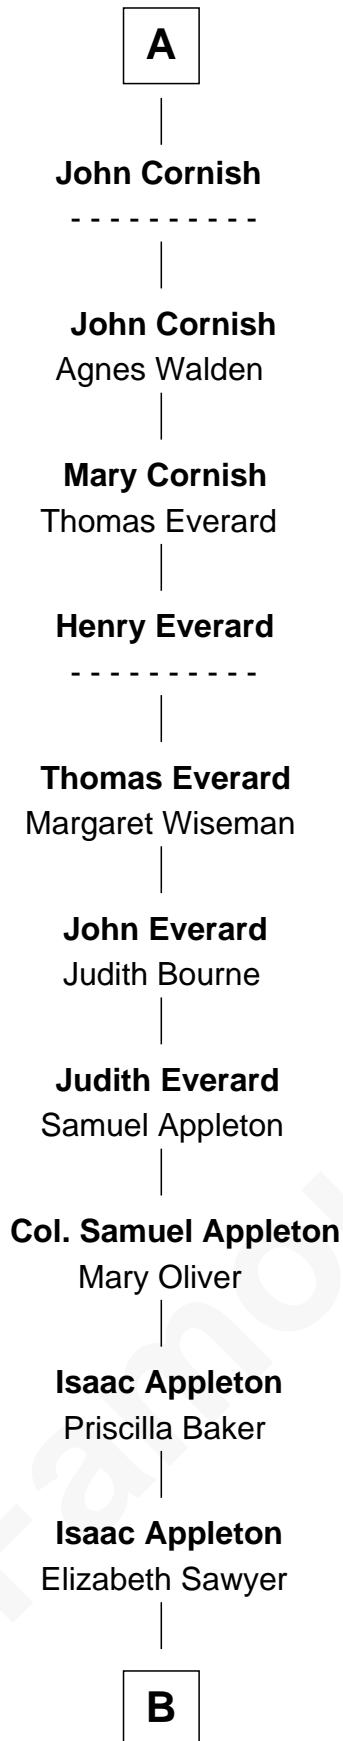 A
John Cornish
- - - - - - - - - -
John Cornish
Agnes Walden
Mary Cornish
Thomas Everard
Henry Everard
- - - - - - - - - -
Thomas Everard
Margaret Wiseman
John Everard
Judith Bourne
Judith Everard
Samuel Appleton
Col. Samuel Appleton
Mary Oliver
Isaac Appleton
Priscilla Baker
Isaac Appleton
Elizabeth Sawyer
B